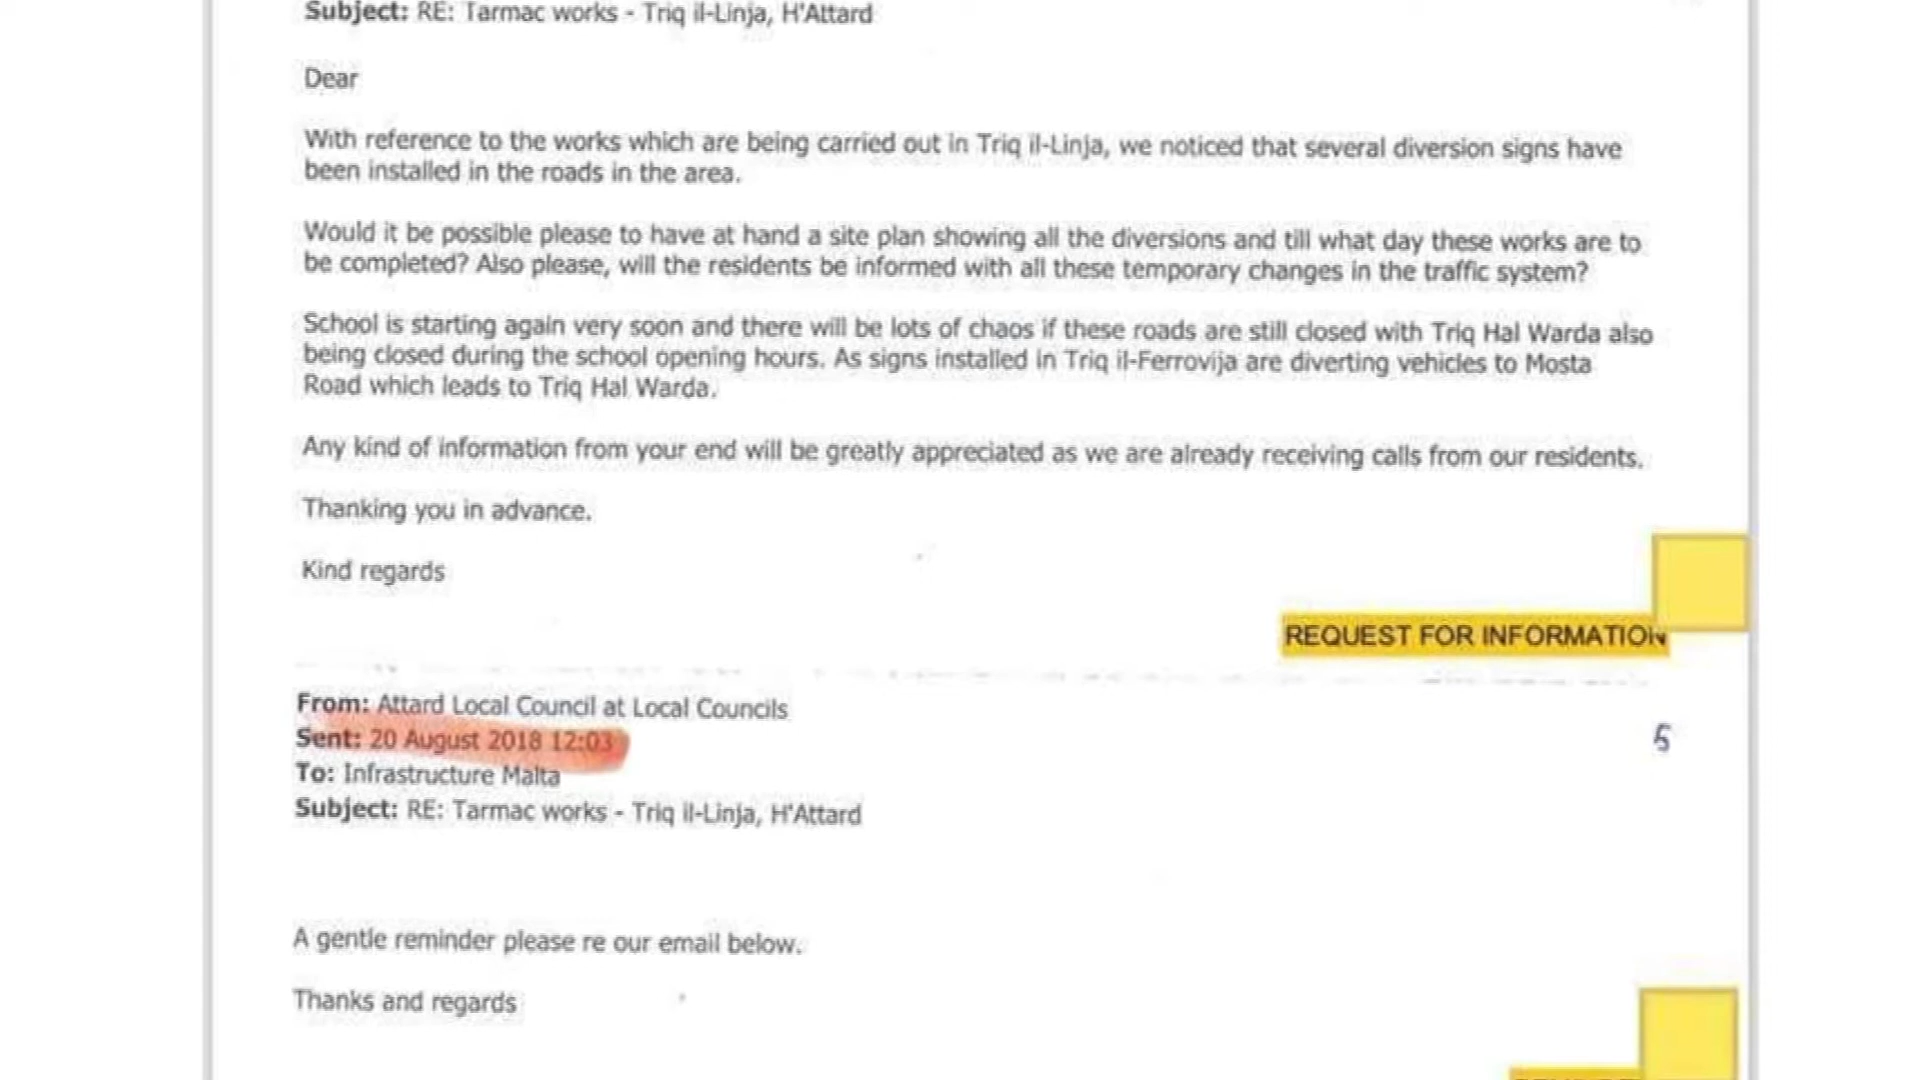 Subject: RE: Tarmac works - Triq il-Linja, H'Attard
Dear
With reference to the works which are being carried out in Triq il-Linja, we noticed that several diversion signs have
been installed in the roads in the area.
Would it be possible please to have at hand a site plan showing all the diversions and till what day these works are to
be completed? Also please, will the residents be informed with all these temporary changes in the traffic system?
School is starting again very soon and there will be lots of chaos if these roads are still closed with Triq Hal Warda also
being closed during the school opening hours. As signs installed in Triq il-Ferrovija are diverting vehicles to Mosta
Road which leads to Triq Hal Warda.
Any kind of information from your end will be greatly appreciated as we are already receiving calls from our residents.
Thanking you in advance.
Kind regards
REQUEST FOR INFORMATION
From: Attard Local Council at Local Councils
Sent: 20 August 2018 12:03
5
To: Infrastructure Malta
Subject: RE: Tarmac works - Triq il-Linja, H'Attard
A gentle reminder please re our email below.
Thanks and regards